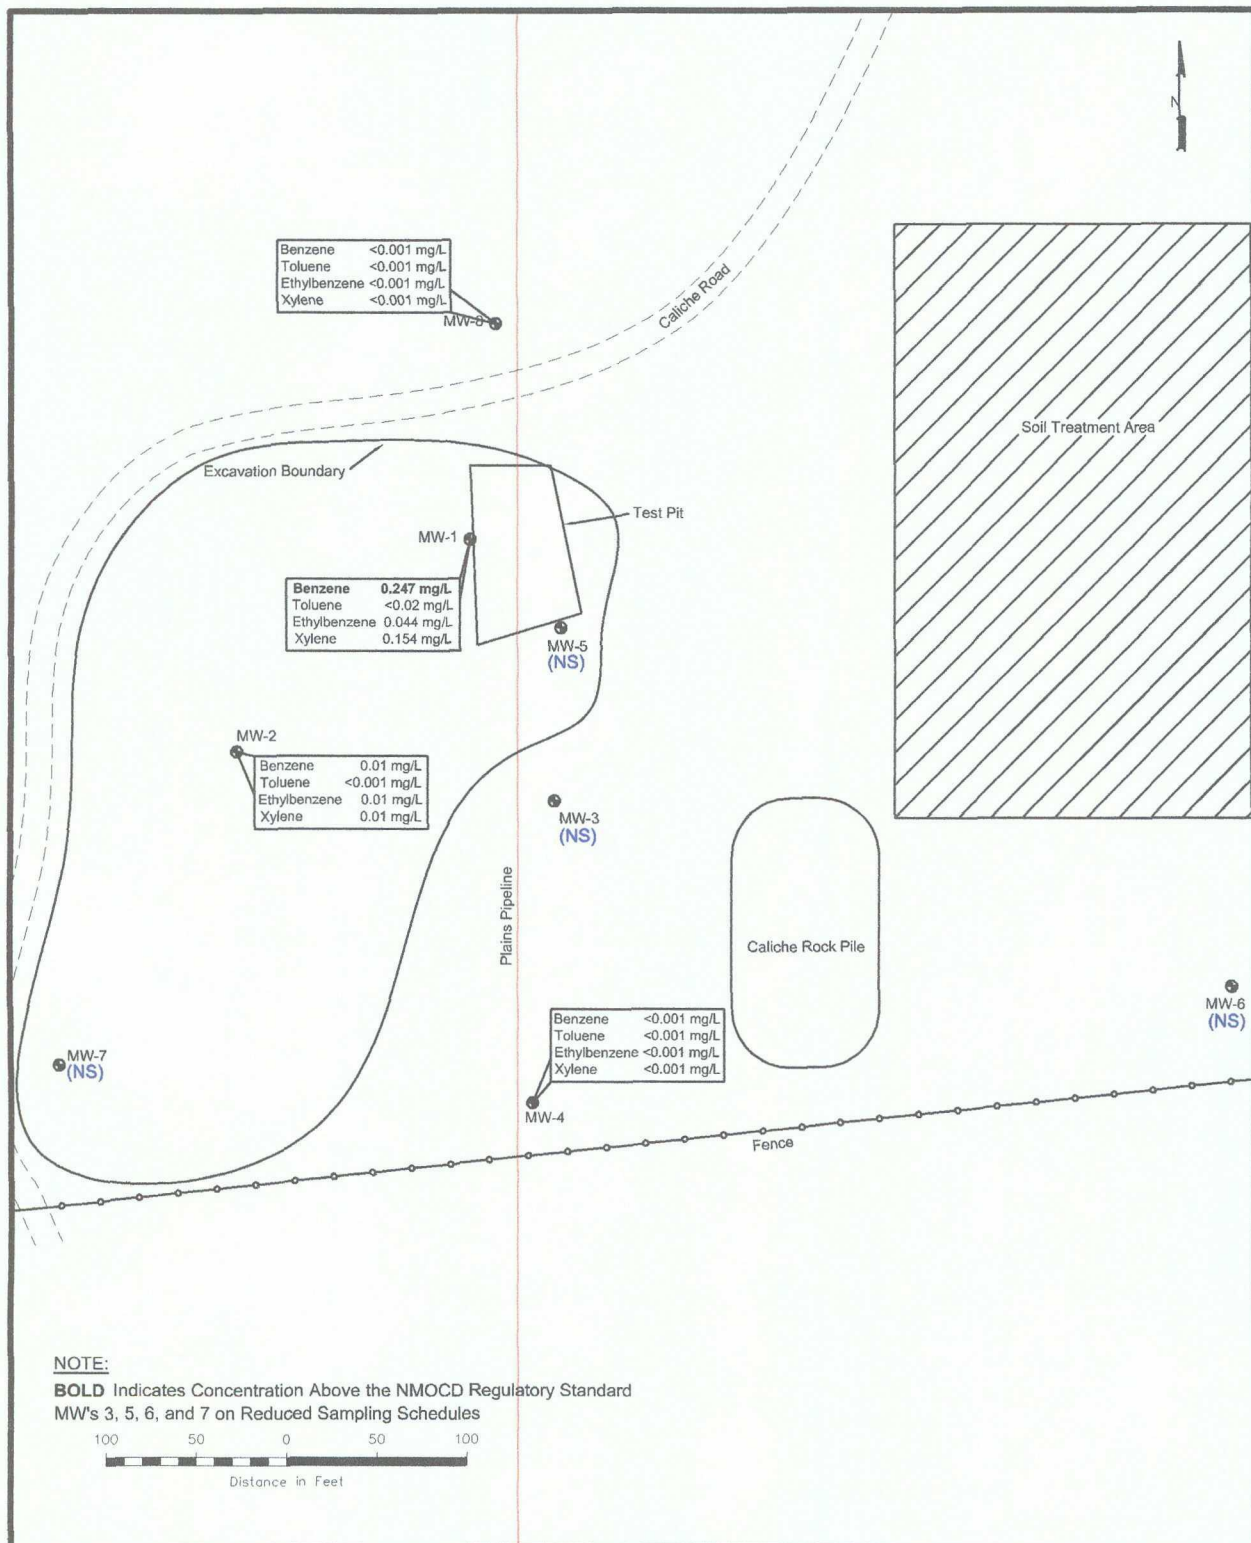 N
Benzene <0.001 mg/L
Toluene <0.001 mg/L
Ethylbenzene <0.001 mg/L
Xylene <0.001 mg/L
MW-8
Caliche Road
Soil Treatment Area
Excavation Boundary
Test Pit
MW-1
Benzene 0.247 mg/L
Toluene <0.02 mg/L
Ethylbenzene 0.044 mg/L
Xylene 0.154 mg/L
MW-5
(NS)
MW-2
Benzene 0.01 mg/L
Toluene <0.001 mg/L
Ethylbenzene 0.01 mg/L
Xylene 0.01 mg/L
MW-3
(NS)
Plains Pipeline
Caliche Rock Pile
MW-6
(NS)
Benzene <0.001 mg/L
Toluene <0.001 mg/L
Ethylbenzene <0.001 mg/L
Xylene <0.001 mg/L
MW-7
(NS)
MW-4
Fence
NOTE:
BOLD Indicates Concentration Above the NMOCD Regulatory Standard
MW's 3, 5, 6, and 7 on Reduced Sampling Schedules
100 50 0 50 100
Distance in Feet